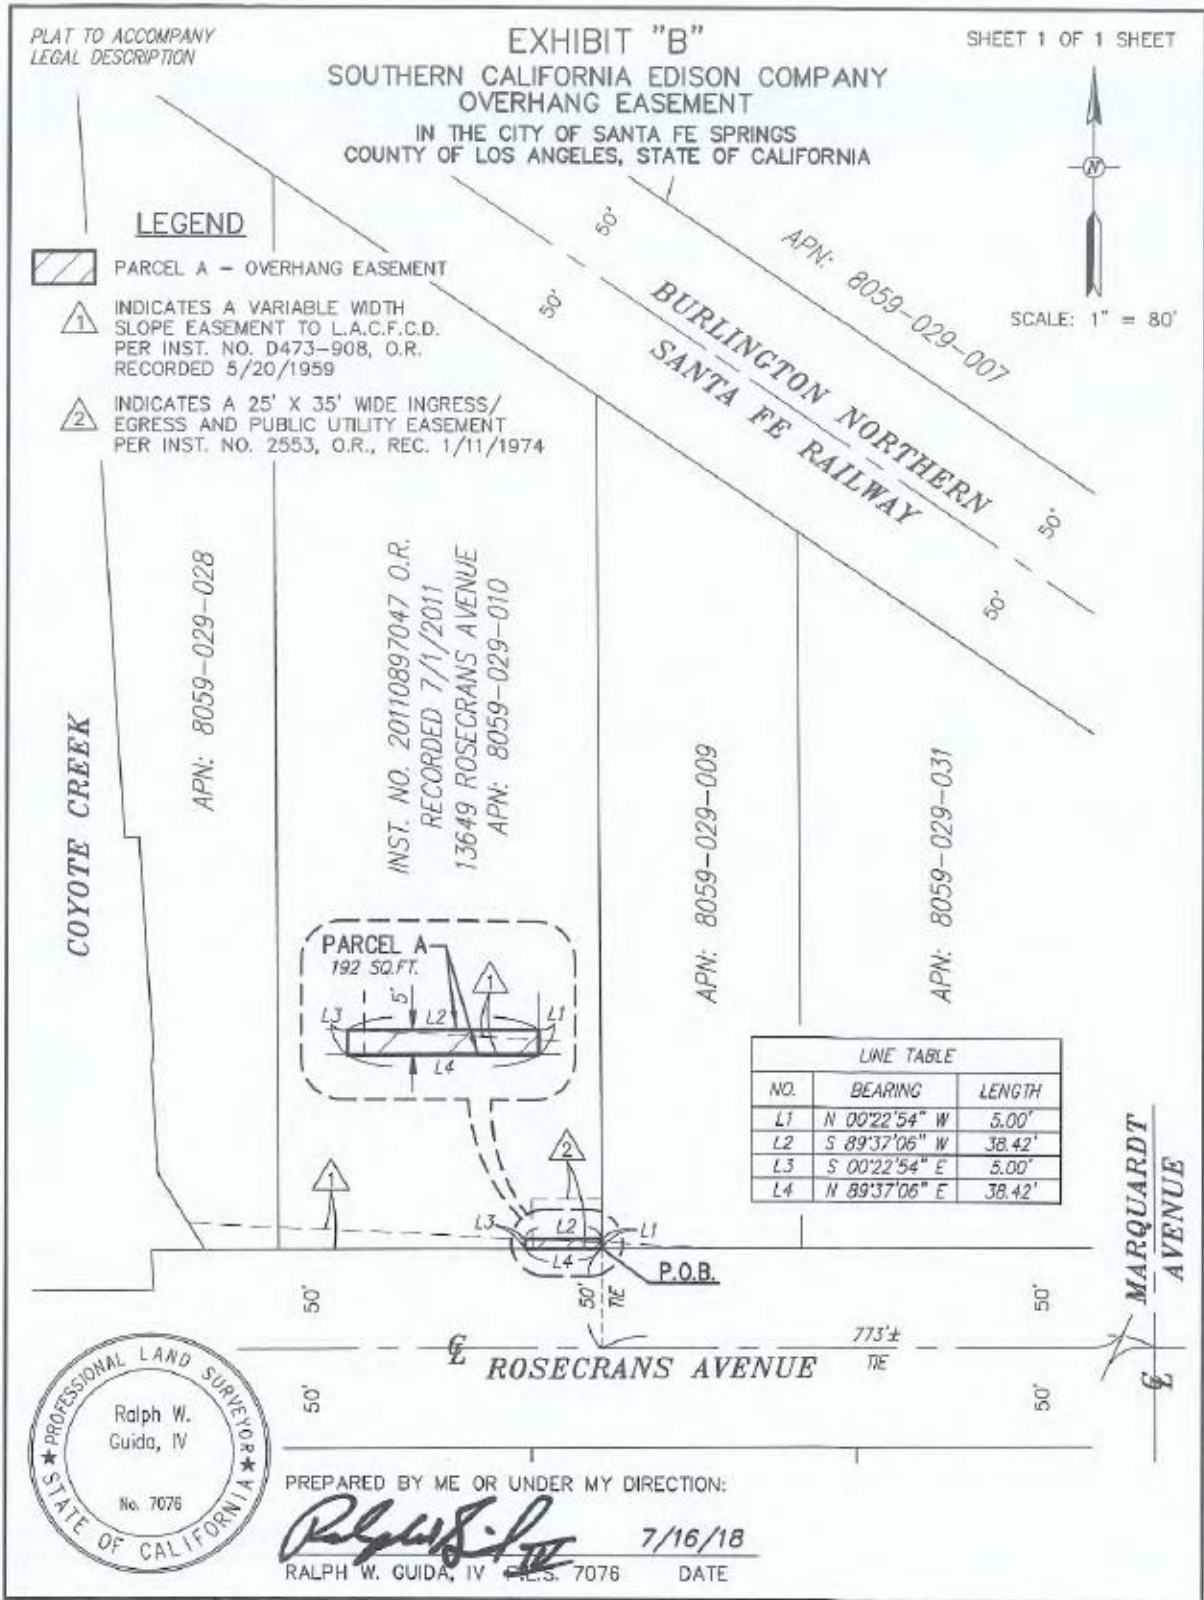 PLAT TO ACCOMPANY
LEGAL DESCRIPTION
EXHIBIT "B"
SOUTHERN CALIFORNIA EDISON COMPANY
OVERHANG EASEMENT
IN THE CITY OF SANTA FE SPRINGS
COUNTY OF LOS ANGELES, STATE OF CALIFORNIA
SHEET 1 OF 1 SHEET
N
SCALE: 1" = 80'
LEGEND
PARCEL A - OVERHANG EASEMENT
1
INDICATES A VARIABLE WIDTH
SLOPE EASEMENT TO L.A.C.F.C.D.
PER INST. NO. D473-908, O.R.
RECORDED 5/20/1959
2
INDICATES A 25' X 35' WIDE INGRESS/
EGRESS AND PUBLIC UTILITY EASEMENT
PER INST. NO. 2553, O.R., REC. 1/11/1974
50'
50'
APN: 8059-029-007
BURLINGTON NORTHERN
SANTA FE RAILWAY
50'
50'
COYOTE CREEK
APN: 8059-029-028
INST. NO. 20110897047 O.R.
RECORDED 7/1/2011
13649 ROSECRANS AVENUE
APN: 8059-029-010
APN: 8059-029-009
APN: 8059-029-031
PARCEL A
192 SQ.FT.
1
5'
L3
L2
L1
L4
LINE TABLE
NO. BEARING LENGTH
L1 N 00°22'54" W 5.00'
L2 S 89°37'06" W 38.42'
L3 S 00°22'54" E 5.00'
L4 N 89°37'06" E 38.42'
MARQUARDT
AVENUE
1
2
L3
L2
L1
L4
P.O.B.
50'
50'
TIE
50'
773'±
TIE
℄ ROSECRANS AVENUE
℄
50'
50'
PROFESSIONAL LAND SURVEYOR
Ralph W.
Guida, IV
No. 7076
STATE OF CALIFORNIA
PREPARED BY ME OR UNDER MY DIRECTION:
7/16/18
RALPH W. GUIDA, IV P.L.S. 7076 DATE